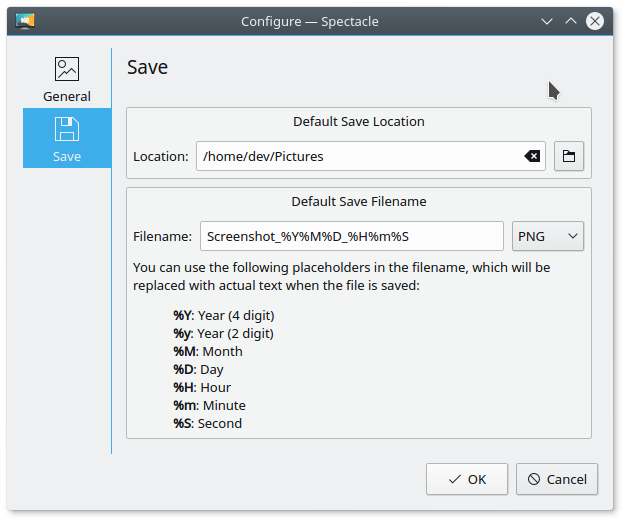 Configure — Spectacle
General
Save
Save
Default Save Location
Location: /home/dev/Pictures
Default Save Filename
Filename: Screenshot_%Y%M%D_%H%m%S PNG
You can use the following placeholders in the filename, which will be
replaced with actual text when the file is saved:
%Y: Year (4 digit)
%y: Year (2 digit)
%M: Month
%D: Day
%H: Hour
%m: Minute
%S: Second
OK Cancel